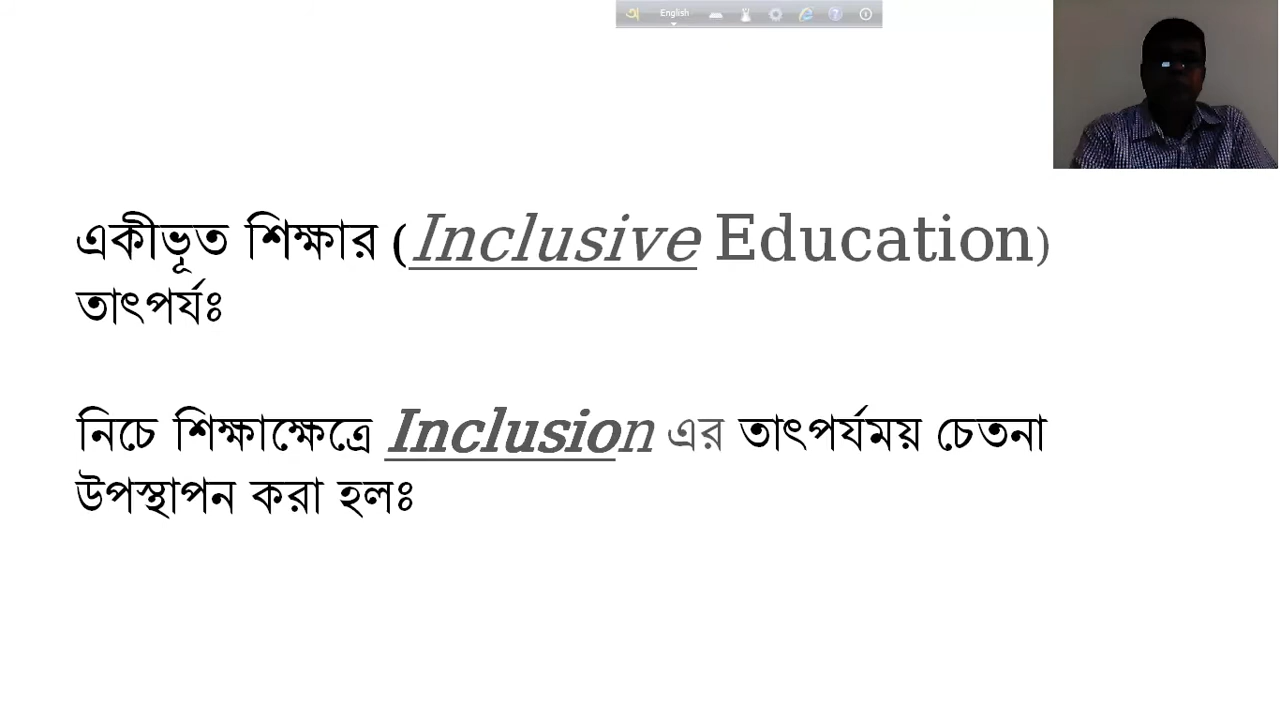 অ English
একীভূত শিক্ষার (Inclusive Education)
তাৎপর্যঃ
নিচে শিক্ষাক্ষেত্রে Inclusion এর তাৎপর্যময় চেতনা
উপস্থাপন করা হলঃ